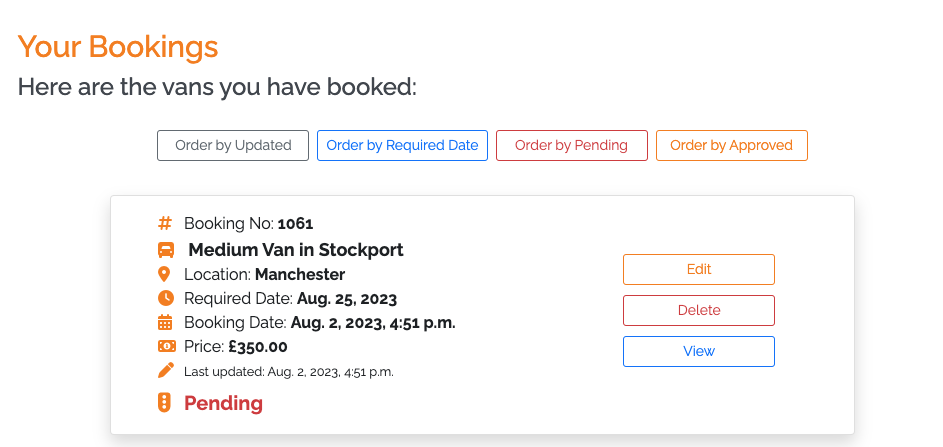 Your Bookings
Here are the vans you have booked:
Order by Updated
Order by Required Date
Order by Pending
Order by Approved
Booking No: 1061
Medium Van in Stockport
Location: Manchester
Required Date: Aug. 25, 2023
Booking Date: Aug. 2, 2023, 4:51 p.m.
Price: £350.00
Last updated: Aug. 2, 2023, 4:51 p.m.
Pending
Edit
Delete
View